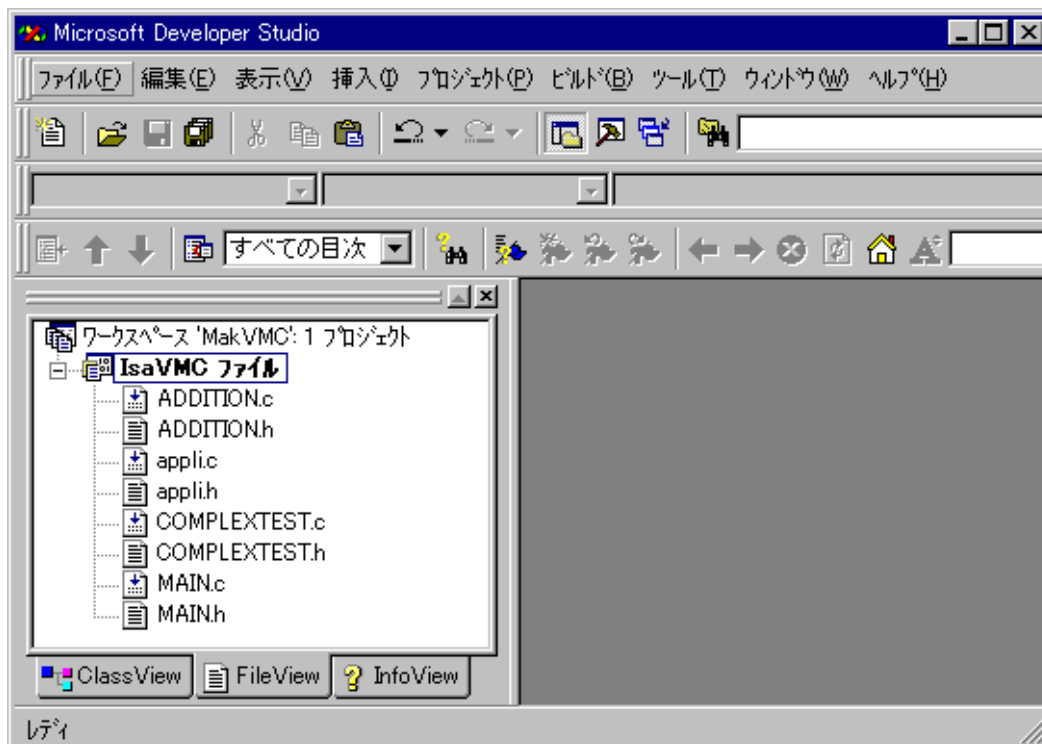 Microsoft Developer Studio
ﾌｧｲﾙ(F) 編集(E) 表示(V) 挿入(I) ﾌﾟﾛｼﾞｪｸﾄ(P) ﾋﾞﾙﾄﾞ(B) ﾂｰﾙ(T) ｳｨﾝﾄﾞｳ(W) ﾍﾙﾌﾟ(H)
すべての目次
ﾜｰｸｽﾍﾟｰｽ 'MakVMC': 1 ﾌﾟﾛｼﾞｪｸﾄ
IsaVMC ﾌｧｲﾙ
ADDITION.c
ADDITION.h
appli.c
appli.h
COMPLEXTEST.c
COMPLEXTEST.h
MAIN.c
MAIN.h
ClassView FileView InfoView
ﾚﾃﾞｨ